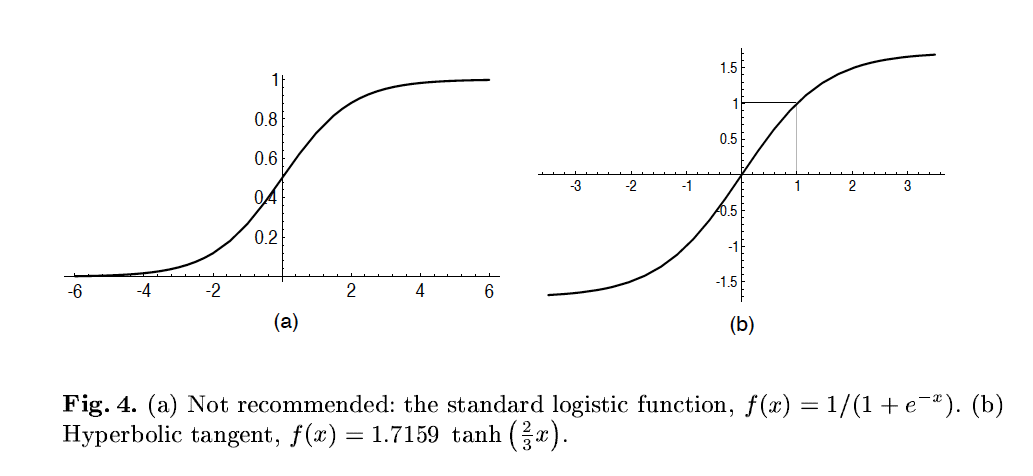 1
0.8
0.6
0.4
0.2
-6 -4 -2 2 4 6
(a)
1.5
1
0.5
-3 -2 -1 1 2 3
-0.5
-1
-1.5
(b)
Fig. 4. (a) Not recommended: the standard logistic function, f(x) = 1/(1 + e^{-x}). (b)
Hyperbolic tangent, f(x) = 1.7159 tanh (2/3 x).